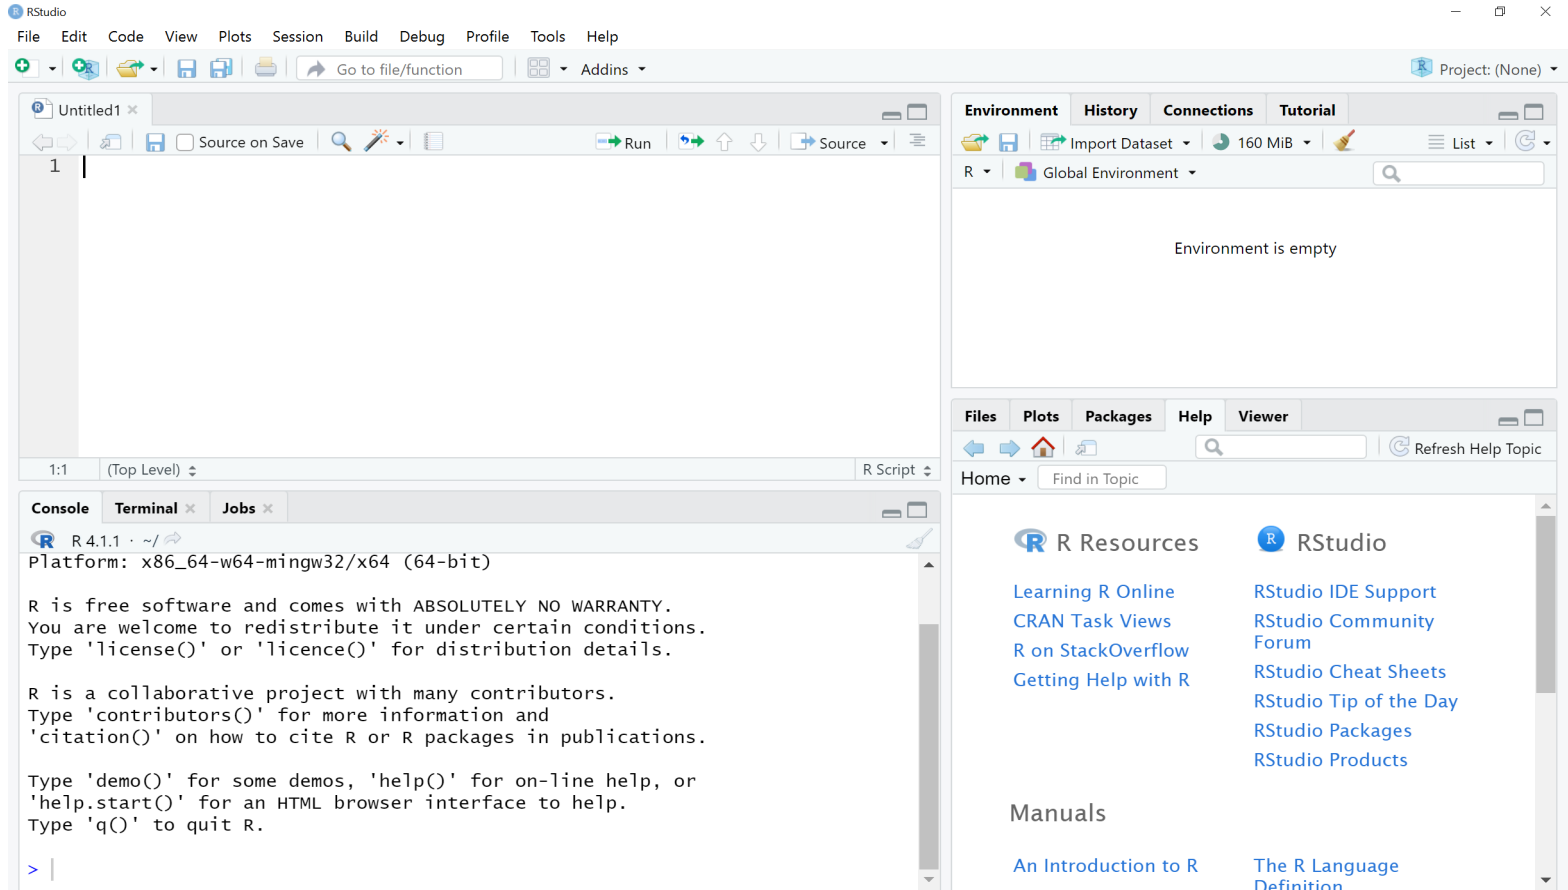 RStudio
File Edit Code View Plots Session Build Debug Profile Tools Help
Go to file/function Addins Project: (None)
Untitled1
Source on Save Run Source
1
1:1 (Top Level) R Script
Console Terminal Jobs
R 4.1.1 · ~/
Platform: x86_64-w64-mingw32/x64 (64-bit)
R is free software and comes with ABSOLUTELY NO WARRANTY.
You are welcome to redistribute it under certain conditions.
Type 'license()' or 'licence()' for distribution details.
R is a collaborative project with many contributors.
Type 'contributors()' for more information and
'citation()' on how to cite R or R packages in publications.
Type 'demo()' for some demos, 'help()' for on-line help, or
'help.start()' for an HTML browser interface to help.
Type 'q()' to quit R.
>
Environment History Connections Tutorial
Import Dataset 160 MiB List
R Global Environment
Environment is empty
Files Plots Packages Help Viewer
Refresh Help Topic
Home Find in Topic
R Resources
Learning R Online
CRAN Task Views
R on StackOverflow
Getting Help with R
RStudio
RStudio IDE Support
RStudio Community
Forum
RStudio Cheat Sheets
RStudio Tip of the Day
RStudio Packages
RStudio Products
Manuals
An Introduction to R
The R Language
Definition